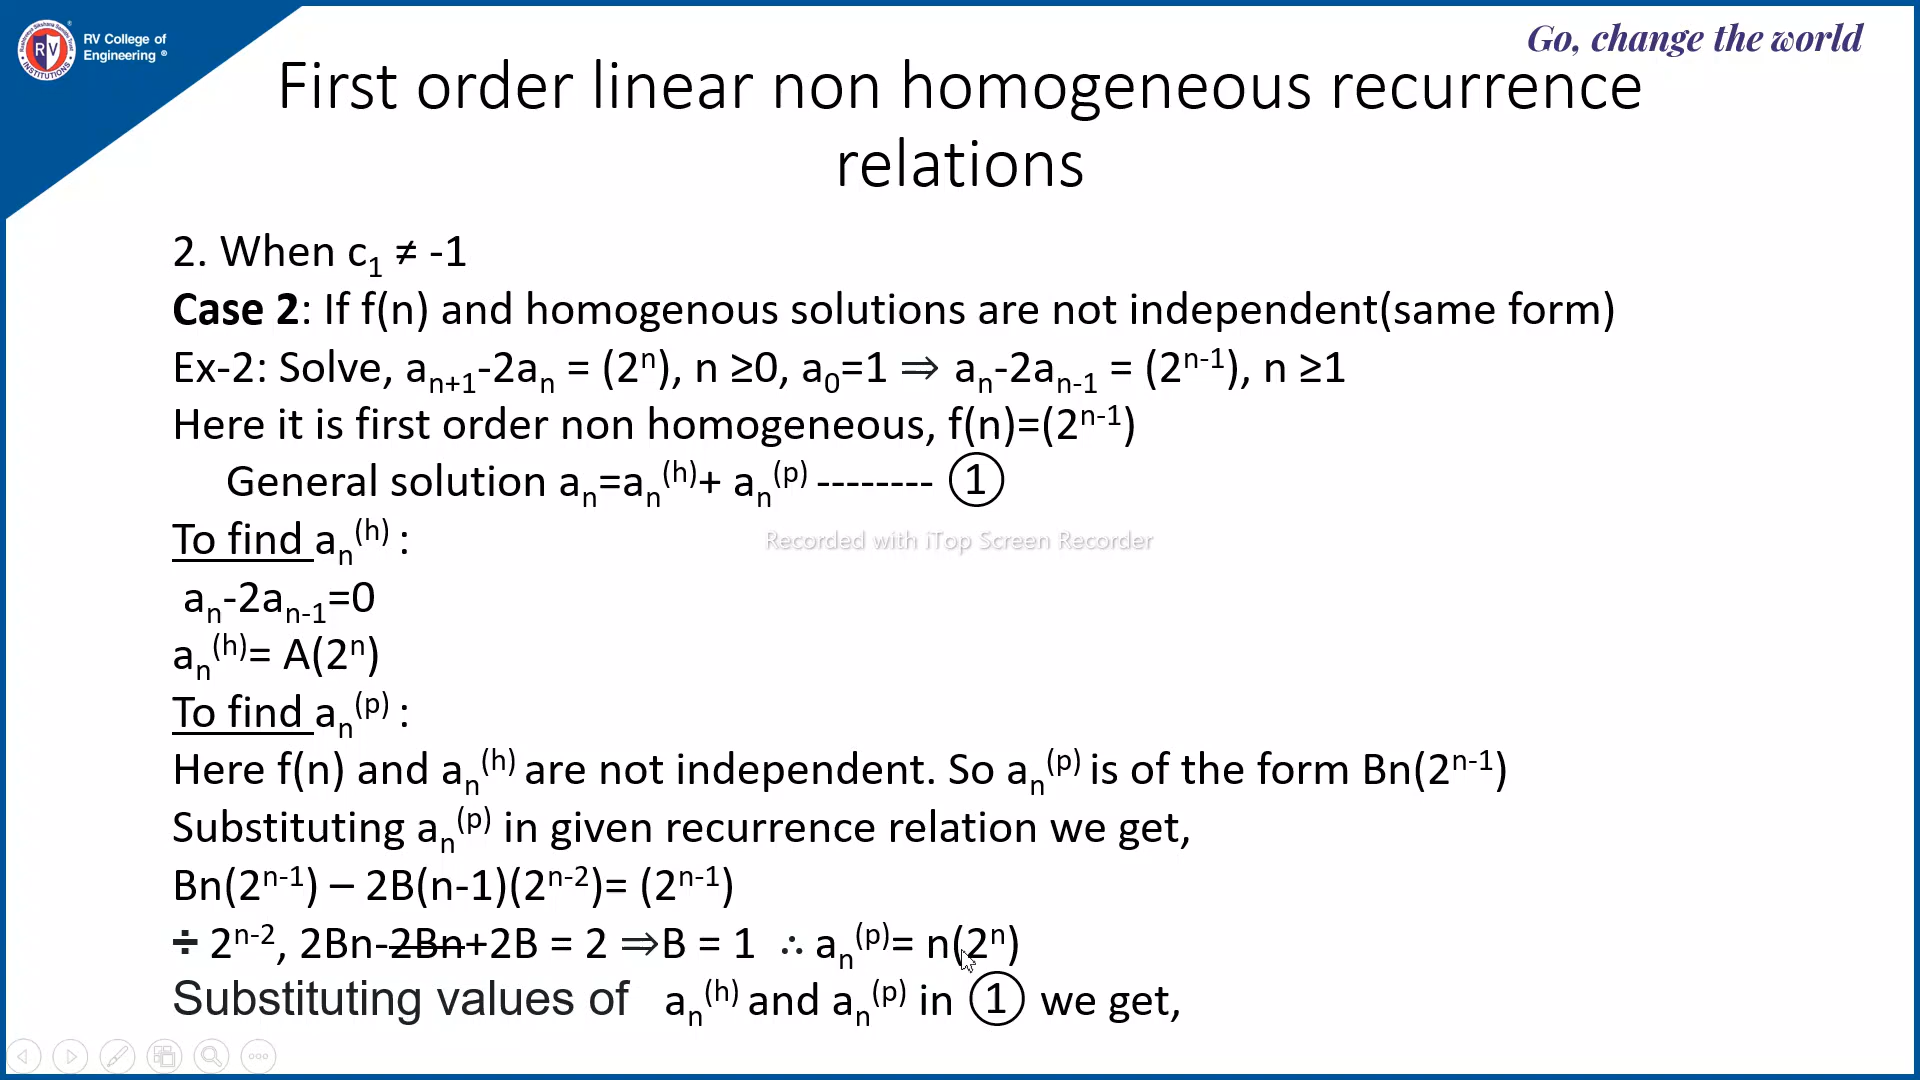 RV College of
Engineering ®
Go, change the world
First order linear non homogeneous recurrence
relations
2. When c₁ ≠ -1
Case 2: If f(n) and homogenous solutions are not independent(same form)
Ex-2: Solve, aₙ₊₁-2aₙ = (2ⁿ), n ≥0, a₀=1 ⇒ aₙ-2aₙ₋₁ = (2ⁿ⁻¹), n ≥1
Here it is first order non homogeneous, f(n)=(2ⁿ⁻¹)
General solution aₙ=aₙ⁽ʰ⁾+ aₙ⁽ᵖ⁾ -------- ①
To find aₙ⁽ʰ⁾ :
aₙ-2aₙ₋₁=0
aₙ⁽ʰ⁾= A(2ⁿ)
To find aₙ⁽ᵖ⁾ :
Here f(n) and aₙ⁽ʰ⁾ are not independent. So aₙ⁽ᵖ⁾ is of the form Bn(2ⁿ⁻¹)
Substituting aₙ⁽ᵖ⁾ in given recurrence relation we get,
Bn(2ⁿ⁻¹) – 2B(n-1)(2ⁿ⁻²)= (2ⁿ⁻¹)
÷ 2ⁿ⁻², 2Bn-2Bn+2B = 2 ⇒B = 1 ∴ aₙ⁽ᵖ⁾= n(2ⁿ)
Substituting values of aₙ⁽ʰ⁾ and aₙ⁽ᵖ⁾ in ① we get,
Recorded with iTop Screen Recorder
RV
INSTITUTIONS